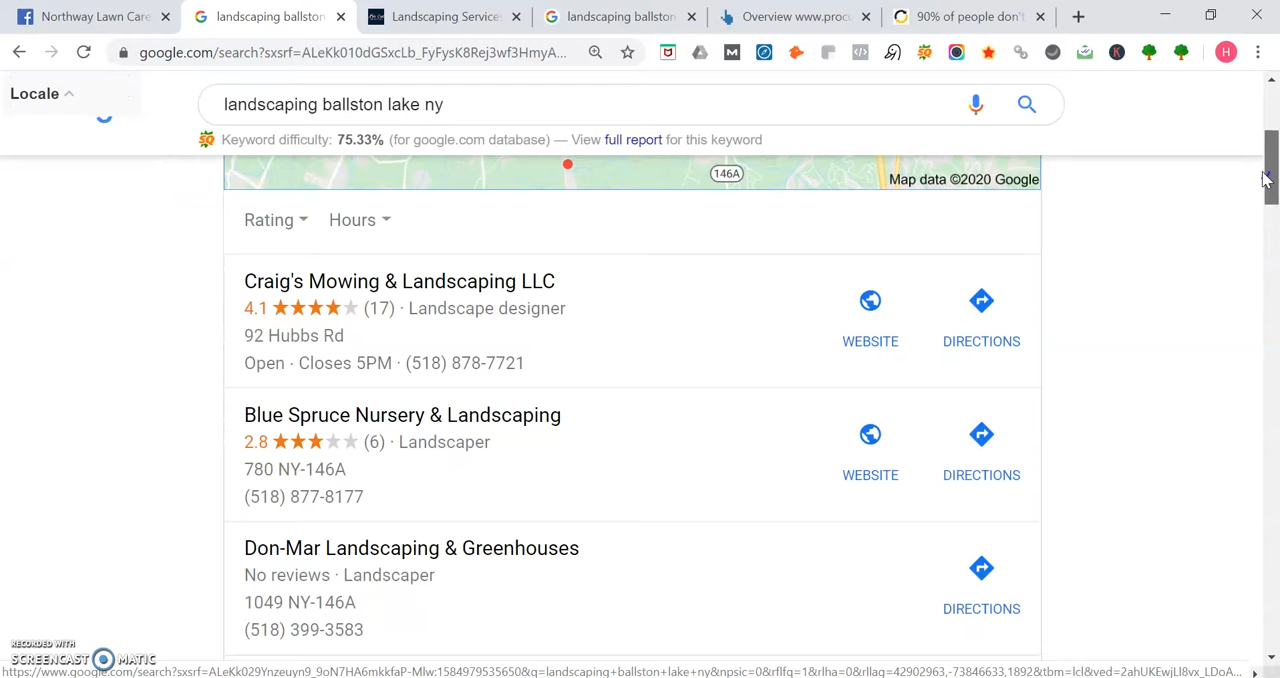 Northway Lawn Care
landscaping ballston
Landscaping Service
landscaping ballston
Overview www.proc
90% of people don't
google.com/search?sxsrf=ALeKk010dGSxcLb_FyFysK8Rej3wf3HmyA...
H
Locale
landscaping ballston lake ny
Keyword difficulty: 75.33% (for google.com database) — View full report for this keyword
146A
Map data ©2020 Google
Rating
Hours
Craig's Mowing & Landscaping LLC
4.1 (17) · Landscape designer
92 Hubbs Rd
Open · Closes 5PM · (518) 878-7721
WEBSITE
DIRECTIONS
Blue Spruce Nursery & Landscaping
2.8 (6) · Landscaper
780 NY-146A
(518) 877-8177
WEBSITE
DIRECTIONS
Don-Mar Landscaping & Greenhouses
No reviews · Landscaper
1049 NY-146A
(518) 399-3583
DIRECTIONS
RECORDED WITH
SCREENCAST MATIC